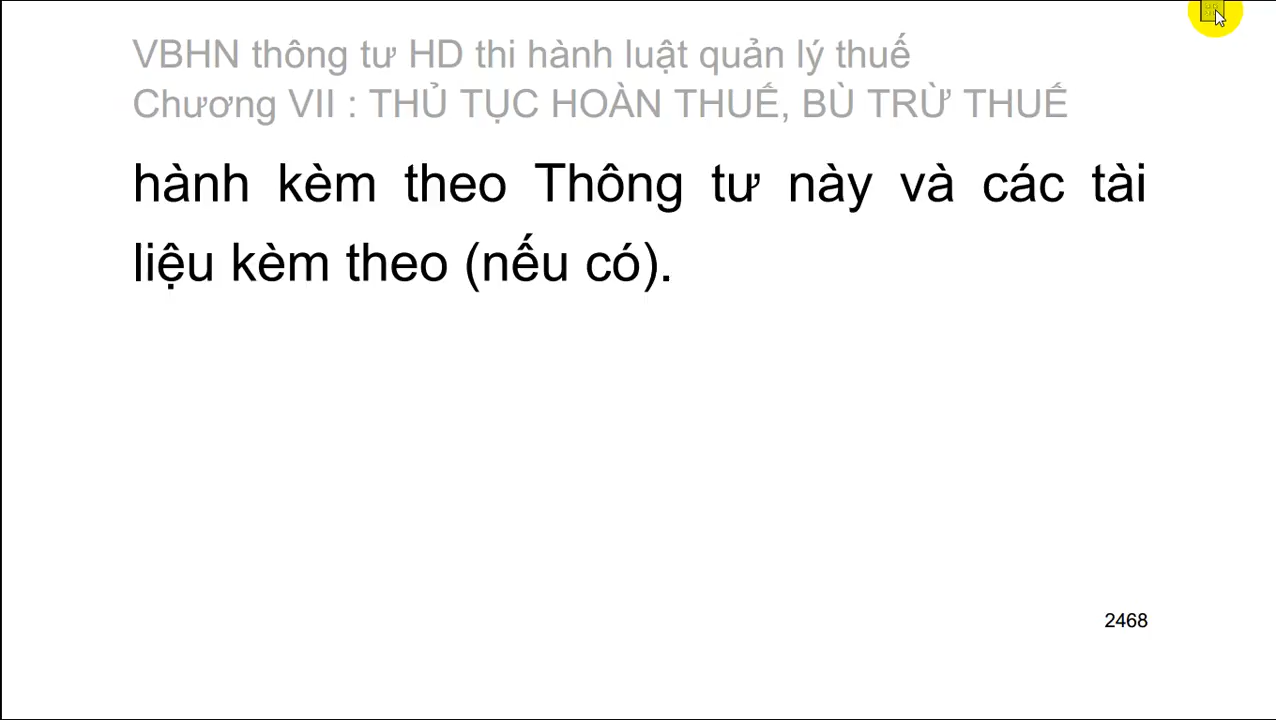 VBHN thông tư HD thi hành luật quản lý thuế
Chương VII : THỦ TỤC HOÀN THUẾ, BÙ TRỪ THUẾ
hành kèm theo Thông tư này và các tài
liệu kèm theo (nếu có).
2468